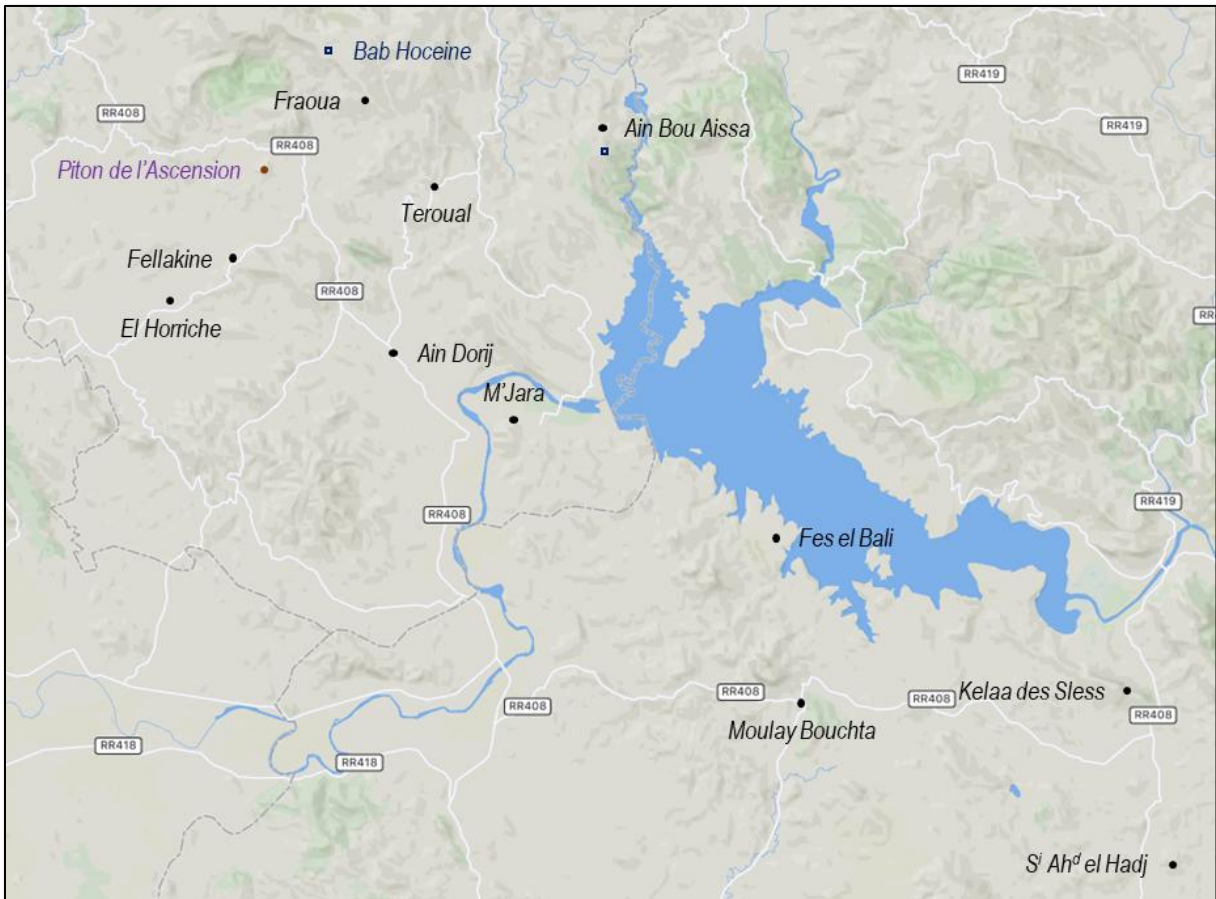 Bab Hoceine
RR419
Fraoua
Ain Bou Aissa
RR419
RR408
RR408
Piton de l'Ascension
Teroual
Fellakine
RR408
El Horriche
Ain Dorij
M'Jara
RR419
RR408
Fes el Bali
Kelaa des Sless
RR408
RR408
RR408
RR408
Moulay Bouchta
RR418
RR418
Sj Ahd el Hadj